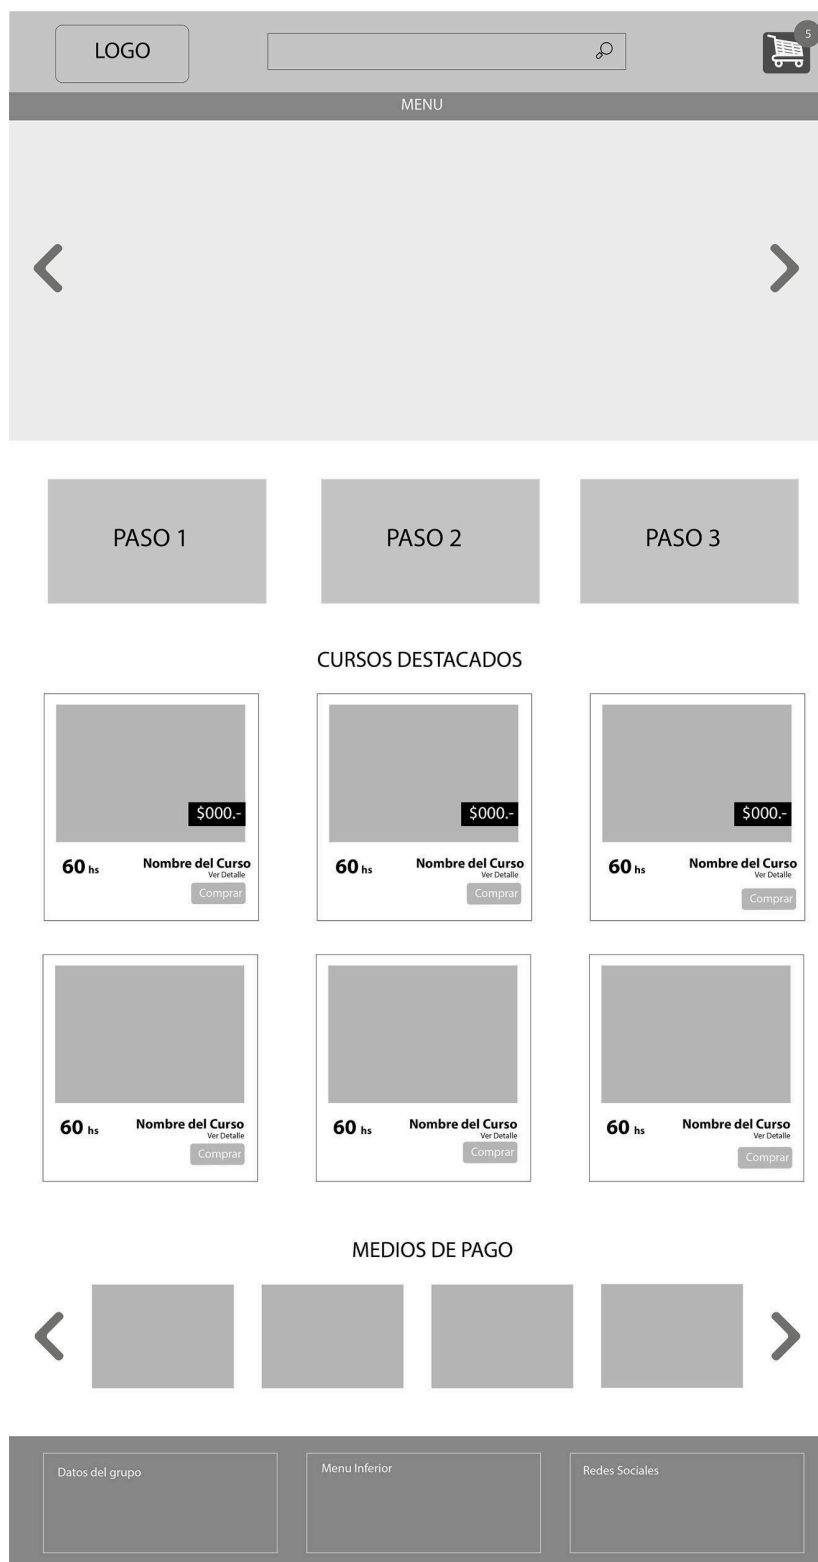 LOGO
5
MENU
PASO 1
PASO 2
PASO 3
CURSOS DESTACADOS
$000.-
60 hs
Nombre del Curso
Ver Detalle
Comprar
$000.-
60 hs
Nombre del Curso
Ver Detalle
Comprar
$000.-
60 hs
Nombre del Curso
Ver Detalle
Comprar
60 hs
Nombre del Curso
Ver Detalle
Comprar
60 hs
Nombre del Curso
Ver Detalle
Comprar
60 hs
Nombre del Curso
Ver Detalle
Comprar
MEDIOS DE PAGO
Datos del grupo
Menu Inferior
Redes Sociales